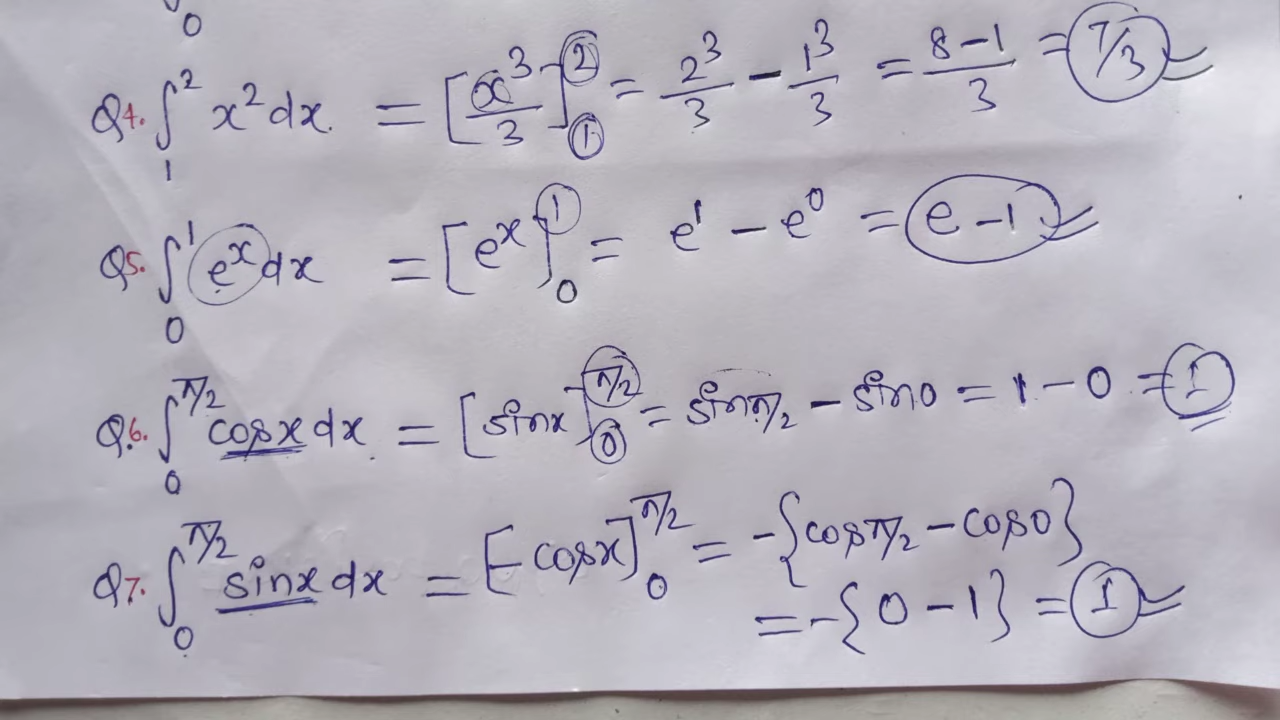 0
Q4. ∫₁² x² dx. = [x³/3]₁² = 2³/3 − 1³/3 = 8−1/3 = 7/3
Q5. ∫₀¹ eˣ dx = [eˣ]₀¹ = e¹ − e⁰ = e−1
Q6. ∫₀^π/2 cosx dx. = [sinx]₀^π/2 = sinπ/2 − sin0 = 1−0 = 1
Q7. ∫₀^π/2 sinx dx = [−cosx]₀^π/2 = −{cosπ/2 − cos0}
= −{0−1} = 1